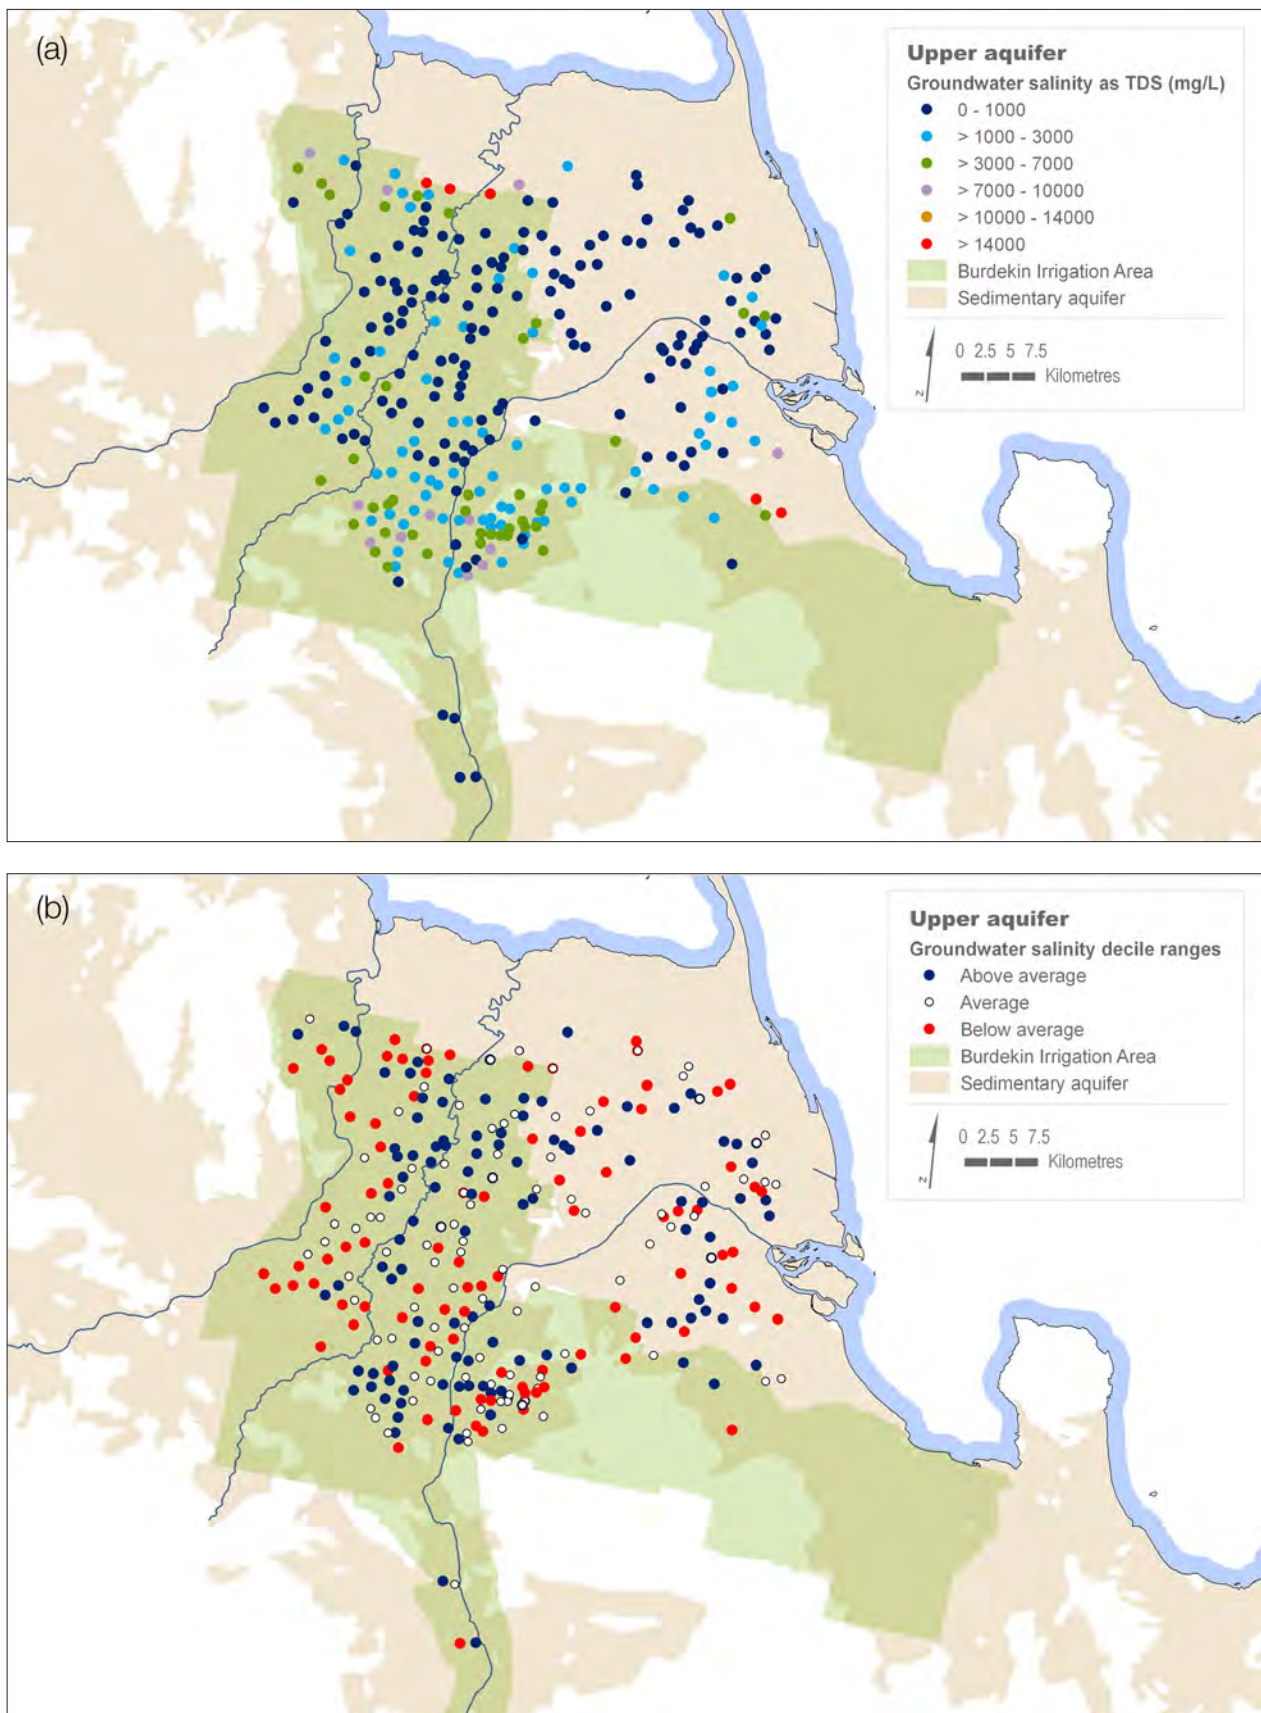 (a)
Upper aquifer
Groundwater salinity as TDS (mg/L)
0 - 1000
> 1000 - 3000
> 3000 - 7000
> 7000 - 10000
> 10000 - 14000
> 14000
Burdekin Irrigation Area
Sedimentary aquifer
0 2.5 5 7.5
Kilometres
N
(b)
Upper aquifer
Groundwater salinity decile ranges
Above average
Average
Below average
Burdekin Irrigation Area
Sedimentary aquifer
0 2.5 5 7.5
Kilometres
N